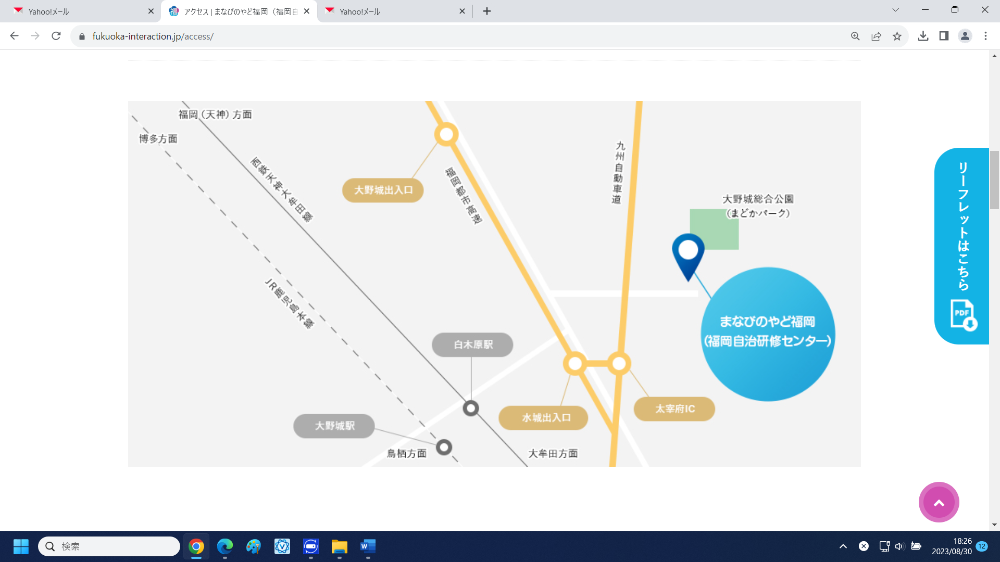 Yahoo!メール
アクセス | まなびのやど福岡（福岡自
Yahoo!メール
fukuoka-interaction.jp/access/
福岡（天神）方面
博多方面
西鉄天神大牟田線
JR鹿児島本線
大野城出入口
福岡都市高速
九州自動車道
大野城総合公園
（まどかパーク）
まなびのやど福岡
（福岡自治研修センター）
白木原駅
大野城駅
水城出入口
太宰府IC
鳥栖方面
大牟田方面
リーフレットはこちら
PDF
検索
18:26
2023/08/30
12